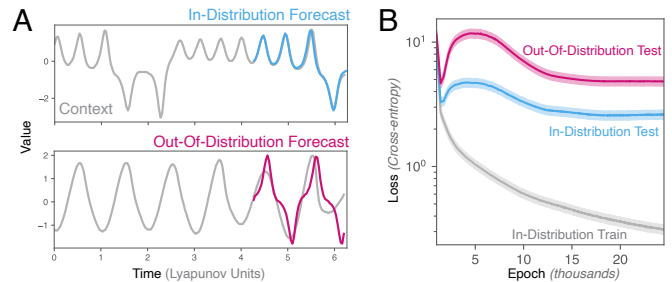 A
In-Distribution Forecast
0
-2
Context
Out-Of-Distribution Forecast
Value
2
1
0
-1
0
1
2
3
4
5
6
Time (Lyapunov Units)
B
10¹
10⁰
Loss (Cross-entropy)
Out-Of-Distribution Test
In-Distribution Test
In-Distribution Train
5
10
15
20
Epoch (thousands)